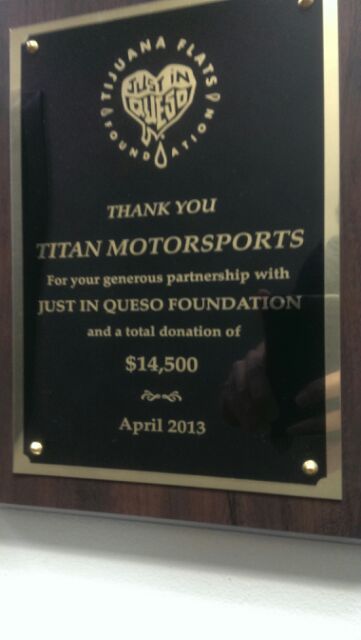 TIJUANA FLATS
JUST IN
QUESO
FOUNDATION
THANK YOU
TITAN MOTORSPORTS
For your generous partnership with
JUST IN QUESO FOUNDATION
and a total donation of
$14,500
April 2013